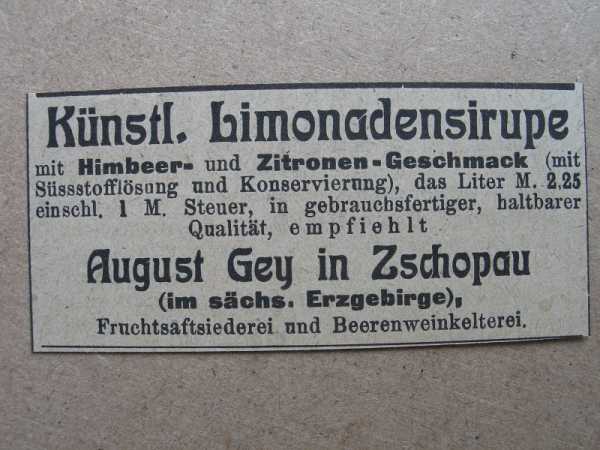 Künstl. Limonadensirupe
mit Himbeer- und Zitronen-Geschmack (mit
Süssstofflösung und Konservierung), das Liter M. 2,25
einschl. 1 M. Steuer, in gebrauchsfertiger, haltbarer
Qualität, empfiehlt
August Gey in Zschopau
(im sächs. Erzgebirge),
Fruchtsaftsiederei und Beerenweinkelterei.